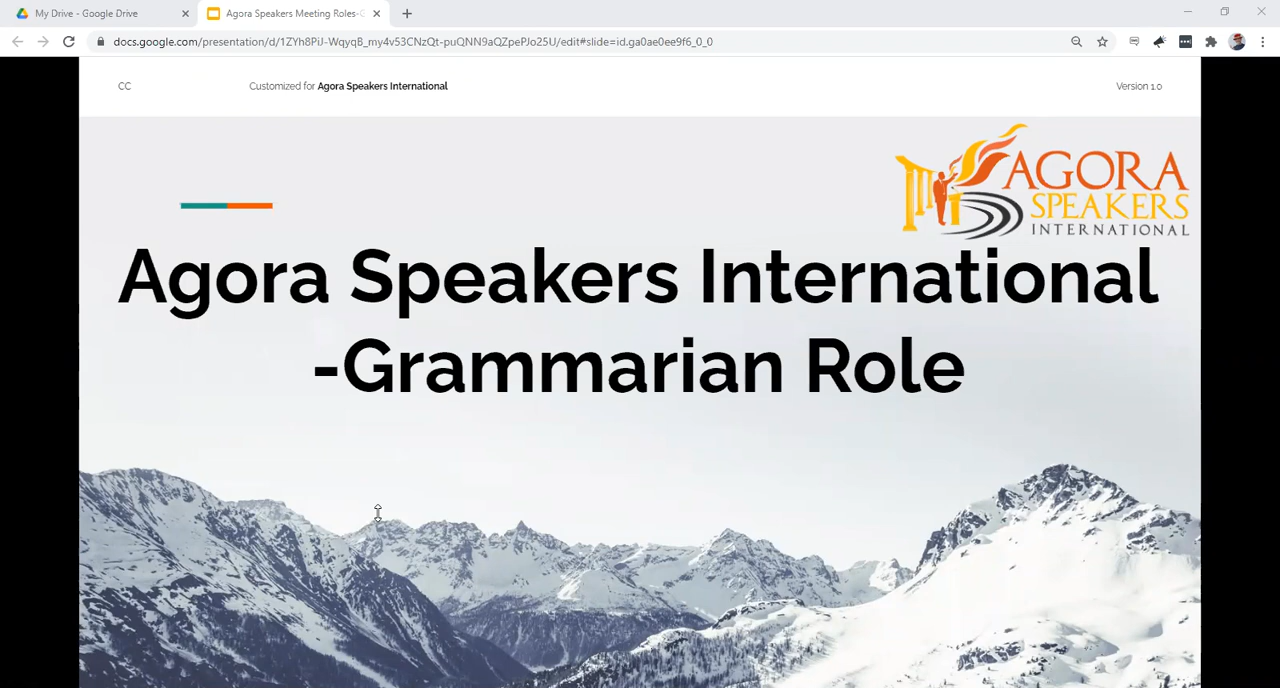 My Drive - Google Drive
Agora Speakers Meeting Roles-G
docs.google.com/presentation/d/1ZYh8PiJ-WqyqB_my4v53CNzQt-puQNN9aQZpePJo25U/edit#slide=id.ga0ae0ee9f6_0_0
CC
Customized for Agora Speakers International
Version 1.0
AGORA
SPEAKERS
INTERNATIONAL
Agora Speakers International
-Grammarian Role